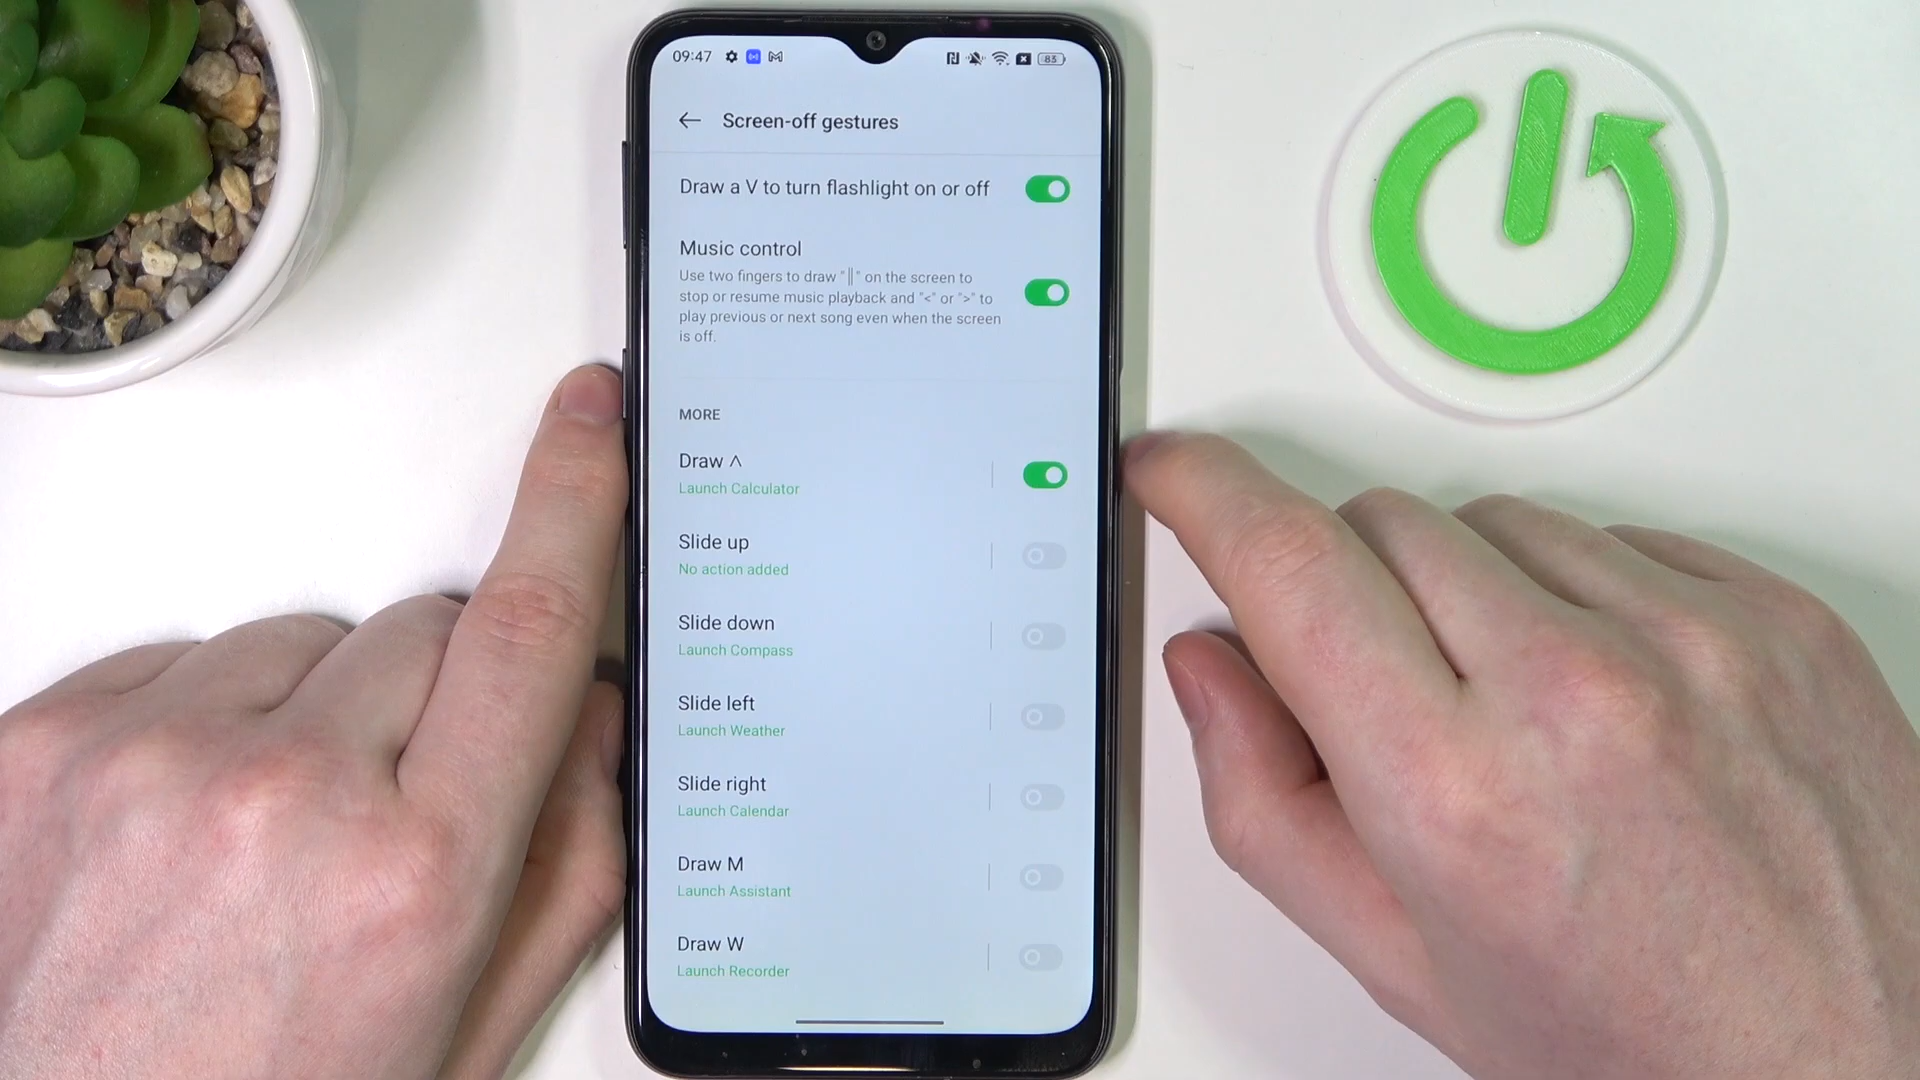 09:47
83
Screen-off gestures
Draw a V to turn flashlight on or off
Music control
Use two fingers to draw "||" on the screen to
stop or resume music playback and "<" or ">" to
play previous or next song even when the screen
is off.
MORE
Draw ∧
Launch Calculator
Slide up
No action added
Slide down
Launch Compass
Slide left
Launch Weather
Slide right
Launch Calendar
Draw M
Launch Assistant
Draw W
Launch Recorder